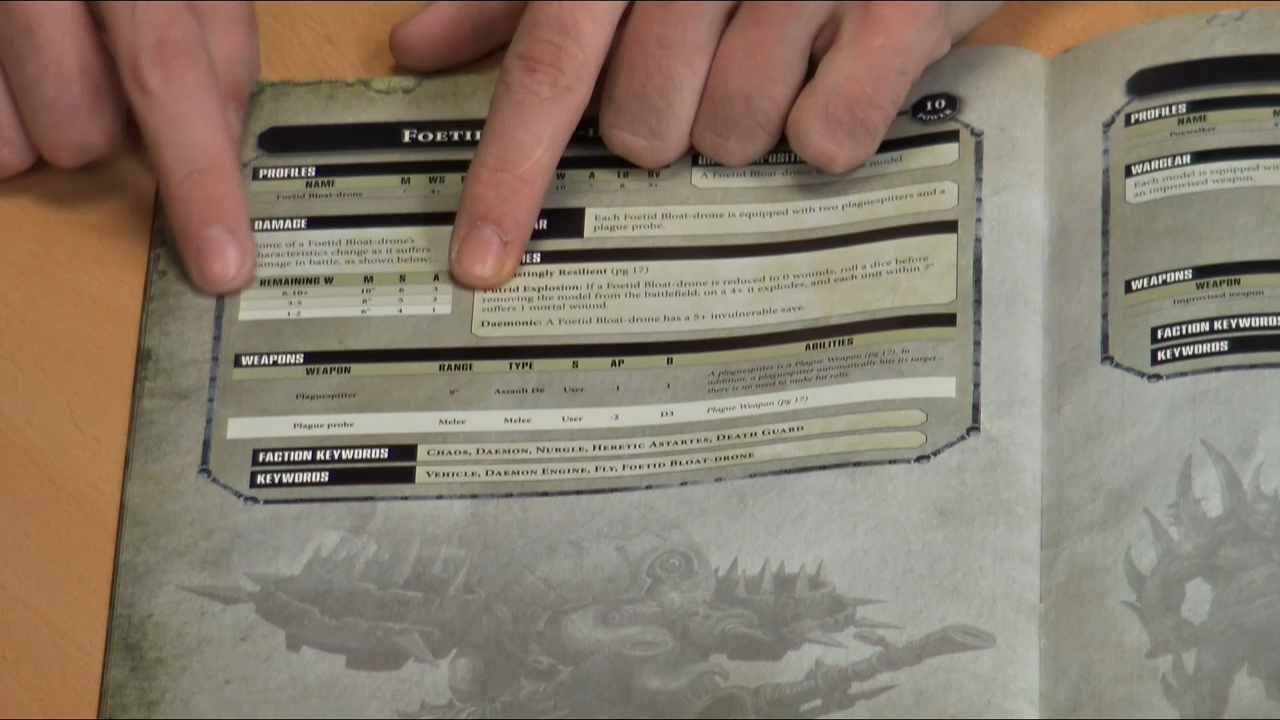 10
POWER
PROFILES
NAME M WS W A Ld Sv
Foetid Bloat-drone
A Foetid Bloat-drone model
DAMAGE
Some of a Foetid Bloat-drone's
characteristics change as it suffers
damage in battle, as shown below:
REMAINING W M S A
6-10+ 10" 6 3
3-5 8" 5 2
1-2 6" 4 1
Each Foetid Bloat-drone is equipped with two plaguespitters and a
plague probe.
Resilient (pg 17)
Explosion: If a Foetid Bloat-drone is reduced to 0 wounds, roll a dice before
removing the model from the battlefield; on a 4+ it explodes, and each unit within 7"
suffers 1 mortal wound.
Daemonic: A Foetid Bloat-drone has a 5+ invulnerable save.
WEAPONS
WEAPON RANGE TYPE S AP D ABILITIES
Plaguespitter 9" Assault D6 User -1 1 A plaguespitter is a Plague Weapon (pg 17). In
addition, a plaguespitter automatically hits its target –
there is no need to make hit rolls.
Plague probe Melee Melee User -2 D3 Plague Weapon (pg 17)
FACTION KEYWORDS CHAOS, DAEMON, NURGLE, HERETIC ASTARTES, DEATH GUARD
KEYWORDS VEHICLE, DAEMON ENGINE, FLY, FOETID BLOAT-DRONE
PROFILES
NAME
Poxwalker
WARGEAR
Each model is equipped
an improvised weapon.
WEAPONS
WEAPON
Improvised weapon
FACTION KEYWORDS
KEYWORDS